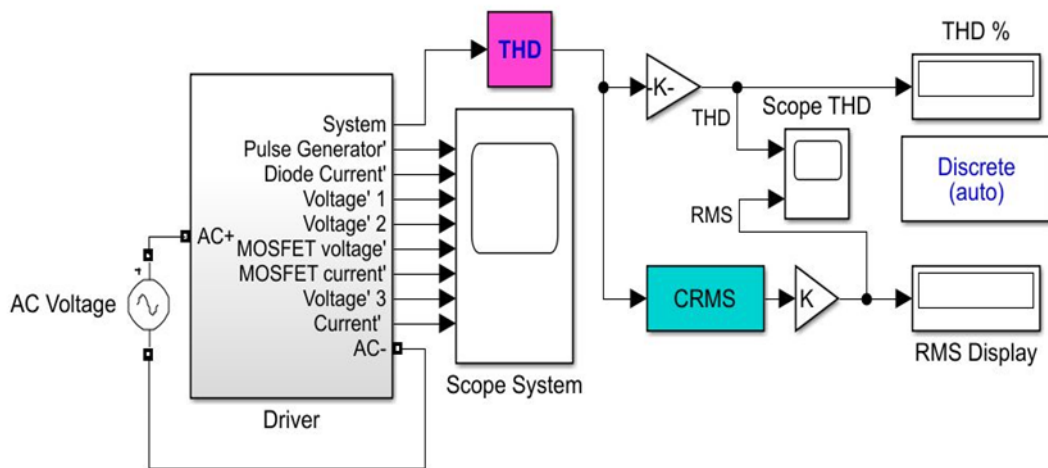 THD
THD %
System
Pulse Generator'
Diode Current'
Voltage' 1
Voltage' 2
MOSFET voltage'
MOSFET current'
Voltage' 3
Current'
AC-
AC+
AC Voltage
Driver
Scope System
-K-
THD
Scope THD
RMS
Discrete
(auto)
CRMS
K
RMS Display